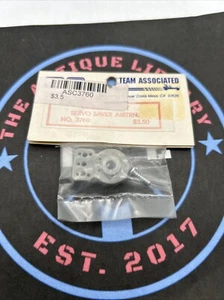 THE ANTIQUE LIBRARY
ASC3760
$3.5
TEAM ASSOCIATED
Costa Mesa, CA
SERVO SAVER
NO. 3760
$3.50
EST. 2017